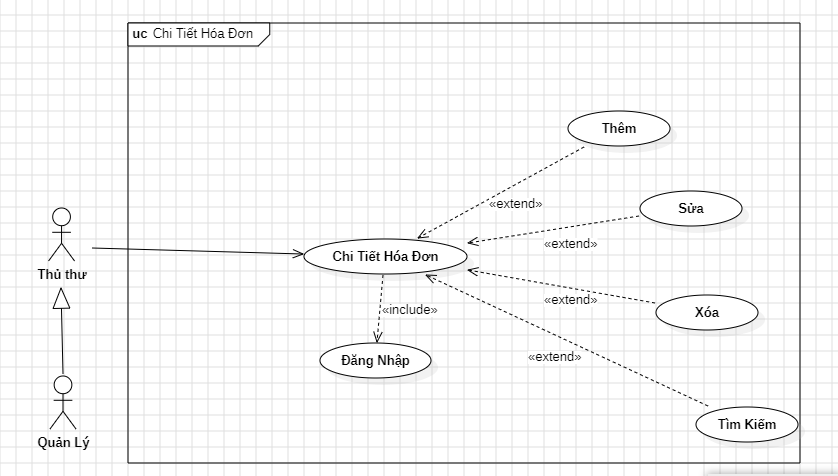 uc Chi Tiết Hóa Đơn
Thêm
«extend»
Sửa
«extend»
Thủ thư
Chi Tiết Hóa Đơn
«extend»
Xóa
«include»
«extend»
Đăng Nhập
Tìm Kiếm
Quản Lý